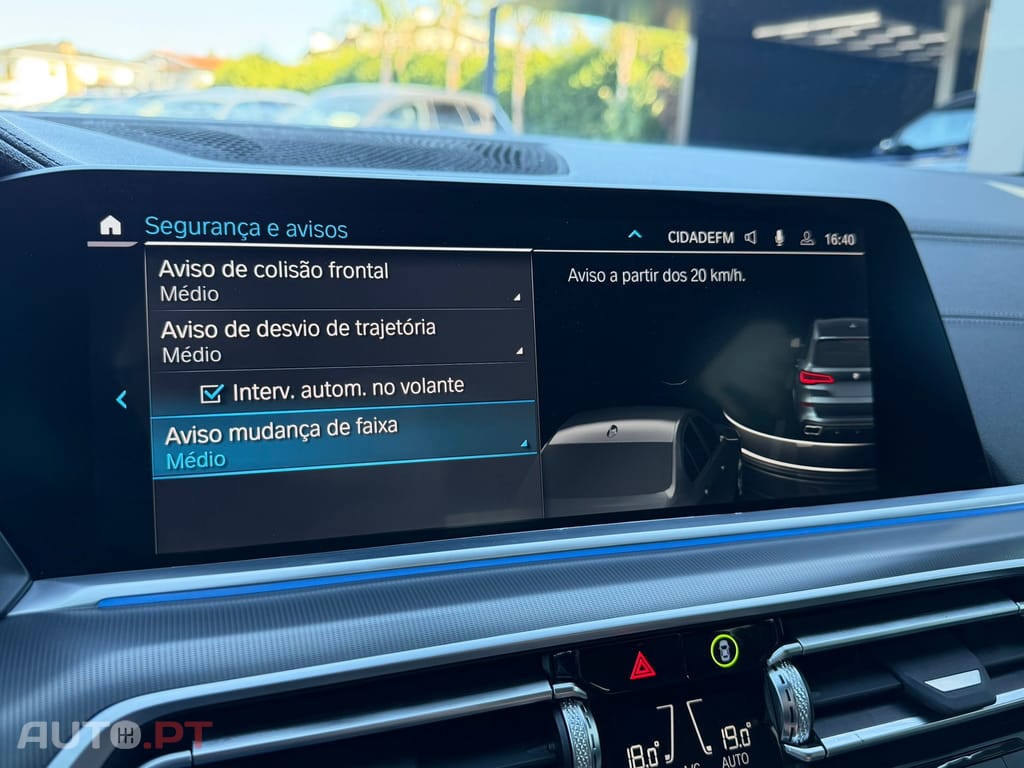 Segurança e avisos
CIDADEFM 16:40
Aviso de colisão frontal
Médio
Aviso a partir dos 20 km/h.
Aviso de desvio de trajetória
Médio
Interv. autom. no volante
Aviso mudança de faixa
Médio
18.0° 19.0°
AUTO
AUTO.PT